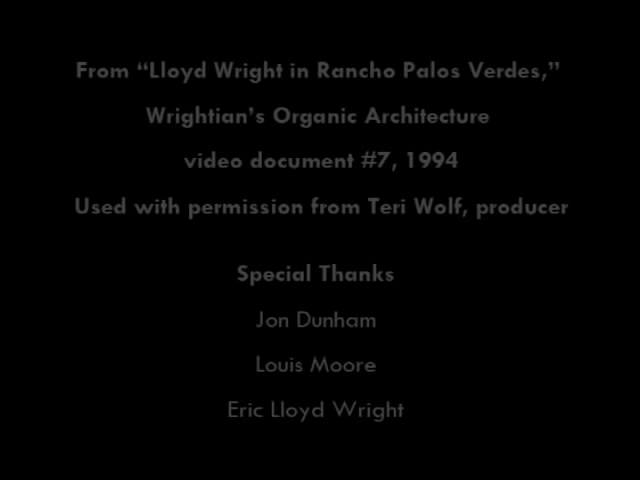 From “Lloyd Wright in Rancho Palos Verdes,”
Wrightian’s Organic Architecture
video document #7, 1994
Used with permission from Teri Wolf, producer
Special Thanks
Jon Dunham
Louis Moore
Eric Lloyd Wright